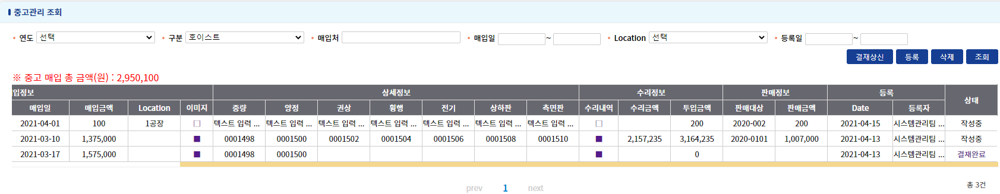 중고관리 조회
• 연도 선택 • 구분 호이스트 • 매입처 • 매입일 ~ • Location 선택 • 등록일 ~
결재상신 등록 삭제 조회
※ 중고 매입 총 금액(원) : 2,950,100
입정보 상세정보 수리정보 판매정보 등록 상태
매입일 매입금액 Location 이미지 중량 양정 권상 횡행 전기 상하판 측면판 수리내역 수리금액 투입금액 판매대상 판매금액 Date 등록자
2021-04-01 100 1공장 □ 텍스트 입력 ... 텍스트 입력 ... 텍스트 입력 ... 텍스트 입력 ... 텍스트 입력 ... 텍스트 입력 ... 텍스트 입력 ... □ 200 2020-002 200 2021-04-15 시스템관리팀 ... 작성중
2021-03-10 1,375,000 ■ 0001498 0001500 0001502 0001504 0001506 0001508 0001510 ■ 2,157,235 3,164,235 2020-0101 1,007,000 2021-04-13 시스템관리팀 ... 작성중
2021-03-17 1,575,000 ■ 0001498 0001500 ■ 0 2021-04-13 시스템관리팀 ... 결재완료
총 3건
prev 1 next